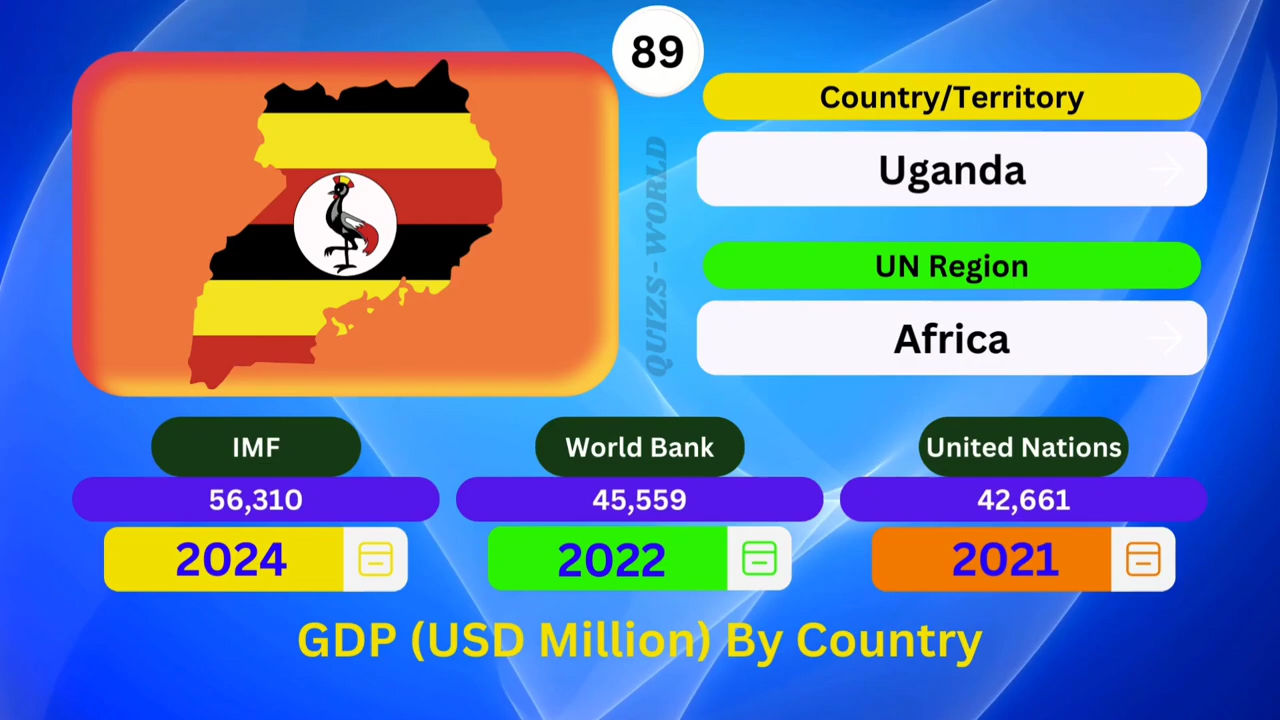 89
Country/Territory
Uganda
UN Region
Africa
QUIZS-WORLD
IMF
56,310
2024
World Bank
45,559
2022
United Nations
42,661
2021
GDP (USD Million) By Country